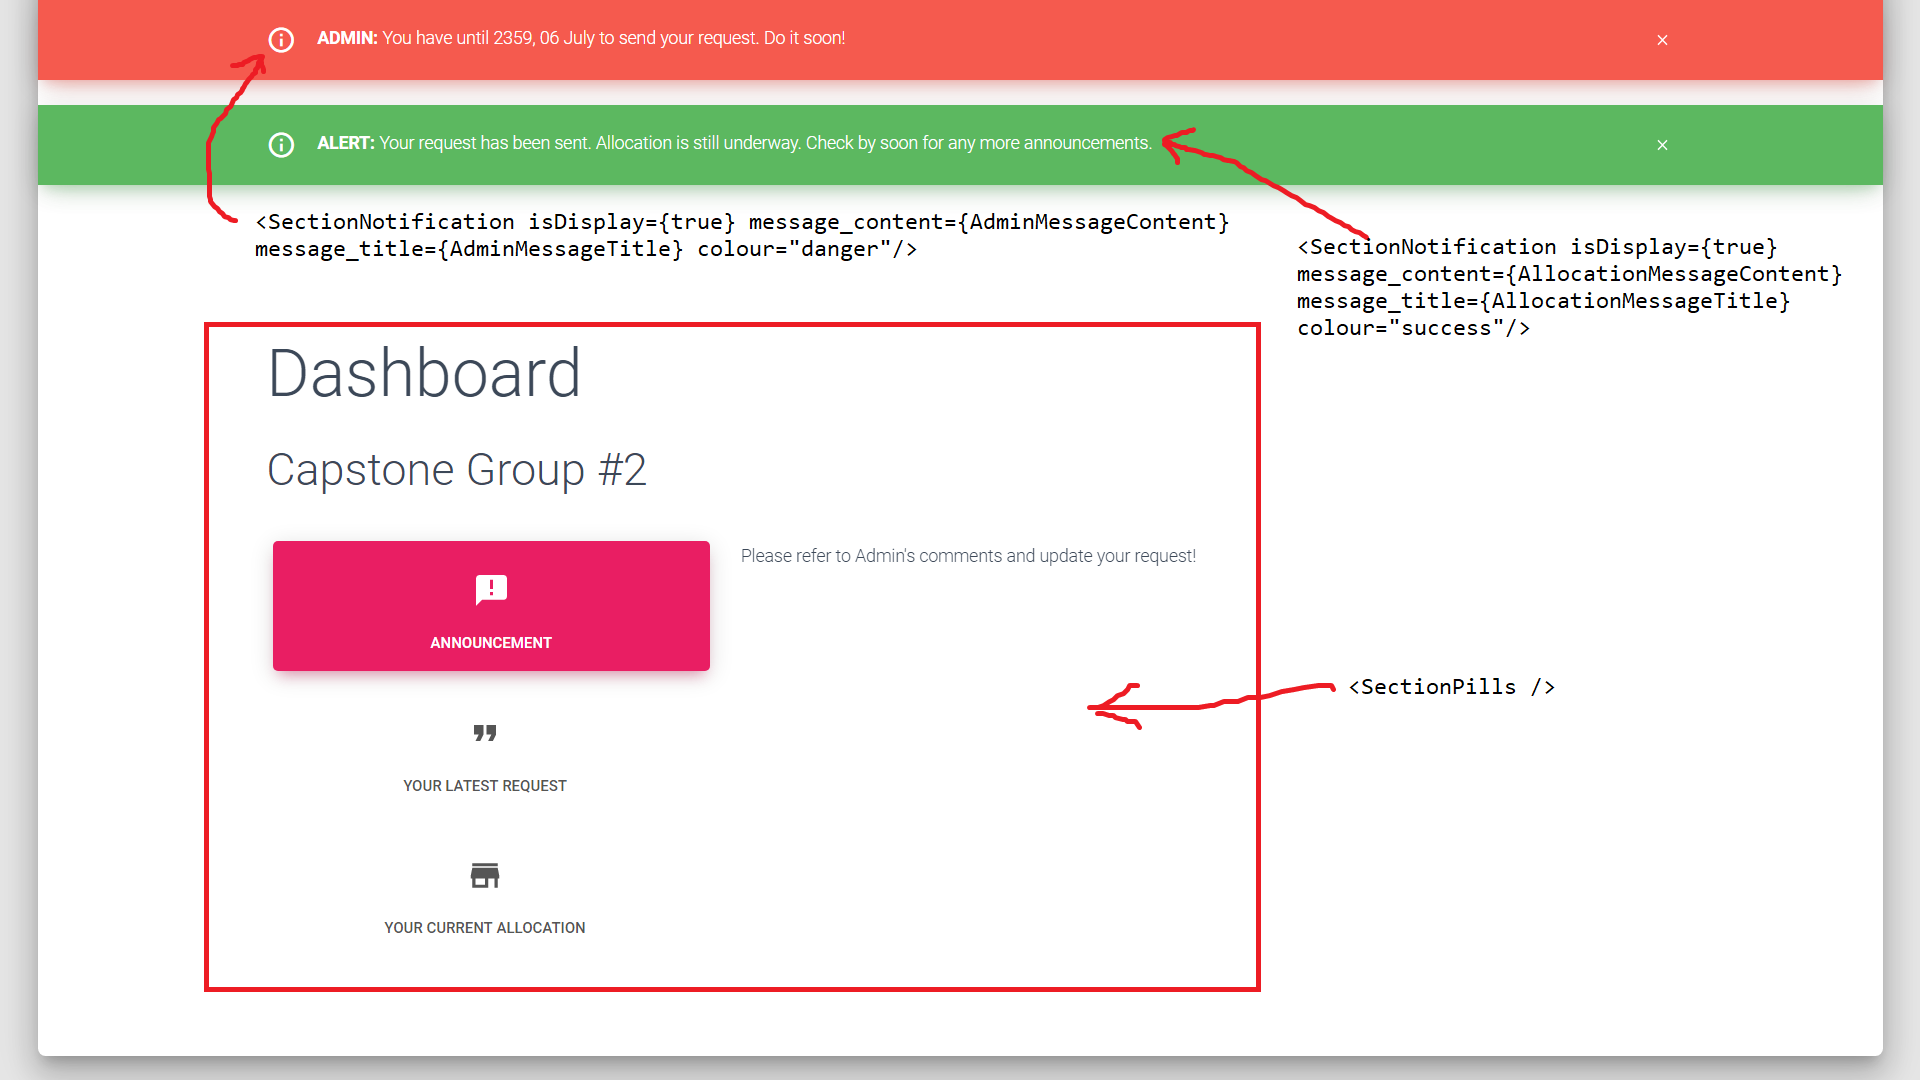 ADMIN: You have until 2359, 06 July to send your request. Do it soon!
ALERT: Your request has been sent. Allocation is still underway. Check by soon for any more announcements.
<SectionNotification isDisplay={true} message_content={AdminMessageContent}
message_title={AdminMessageTitle} colour="danger"/>
<SectionNotification isDisplay={true}
message_content={AllocationMessageContent}
message_title={AllocationMessageTitle}
colour="success"/>
Dashboard
Capstone Group #2
ANNOUNCEMENT
Please refer to Admin's comments and update your request!
<SectionPills />
YOUR LATEST REQUEST
YOUR CURRENT ALLOCATION